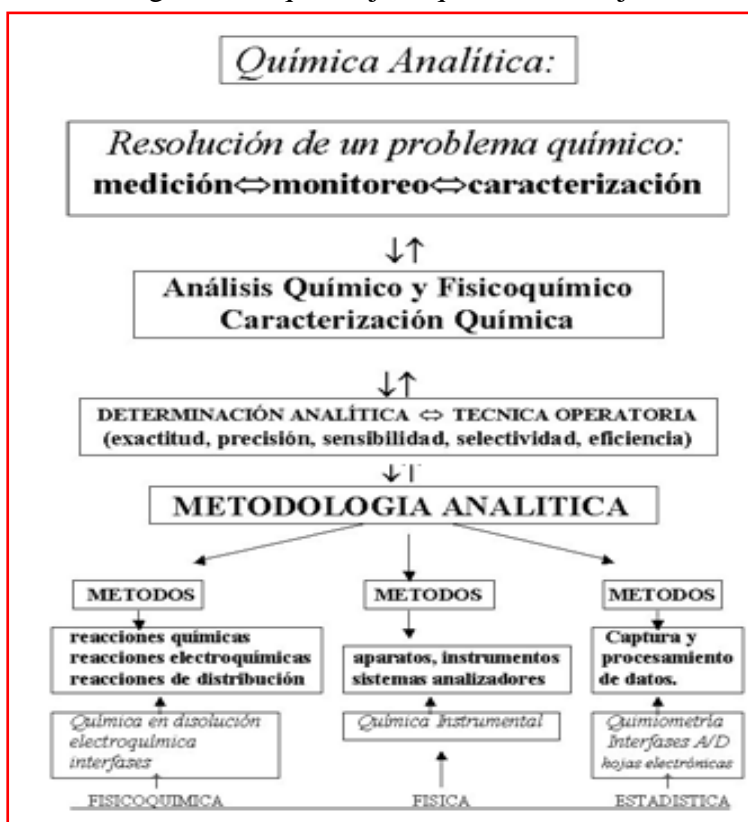 Química Analítica:
Resolución de un problema químico:
medición⇔monitoreo⇔caracterización
↓↑
Análisis Químico y Fisicoquímico
Caracterización Química
↓↑
DETERMINACIÓN ANALÍTICA ⇔ TECNICA OPERATORIA
(exactitud, precisión, sensibilidad, selectividad, eficiencia)
↓↑
METODOLOGIA ANALITICA
METODOS
reacciones químicas
reacciones electroquímicas
reacciones de distribución
Química en disolución
electroquímica
interfases
FISICOQUIMICA
METODOS
aparatos, instrumentos
sistemas analizadores
Química Instrumental
FISICA
METODOS
Captura y
procesamiento
de datos.
Quimiometría
Interfases A/D
hojas electrónicas
ESTADISTICA